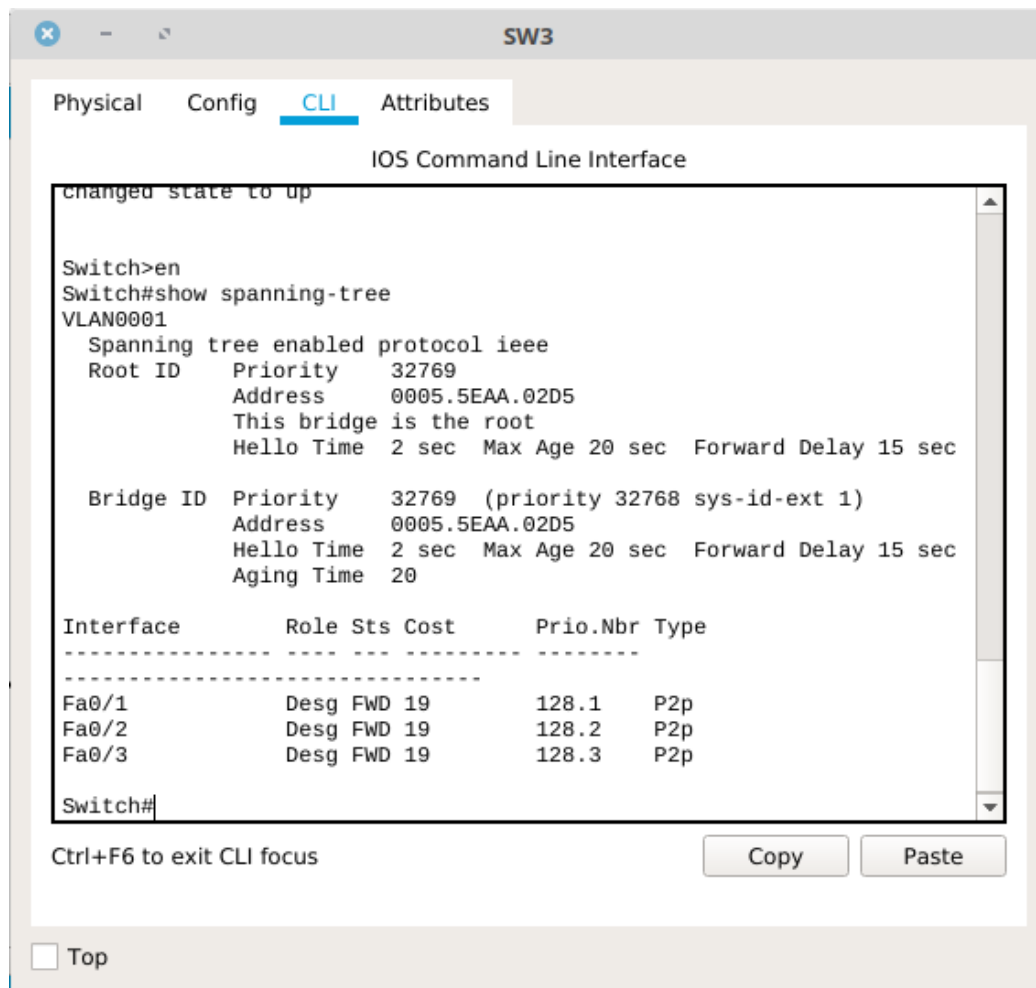 SW3
Physical Config CLI Attributes
IOS Command Line Interface
changed state to up
Switch>en
Switch#show spanning-tree
VLAN0001
  Spanning tree enabled protocol ieee
  Root ID    Priority    32769
             Address     0005.5EAA.02D5
             This bridge is the root
             Hello Time  2 sec  Max Age 20 sec  Forward Delay 15 sec
  Bridge ID  Priority    32769  (priority 32768 sys-id-ext 1)
             Address     0005.5EAA.02D5
             Hello Time  2 sec  Max Age 20 sec  Forward Delay 15 sec
             Aging Time  20
Interface        Role Sts Cost      Prio.Nbr Type
---------------- ---- --- --------- --------
--------------------------------
Fa0/1            Desg FWD 19        128.1    P2p
Fa0/2            Desg FWD 19        128.2    P2p
Fa0/3            Desg FWD 19        128.3    P2p
Switch#
Ctrl+F6 to exit CLI focus Copy Paste
Top